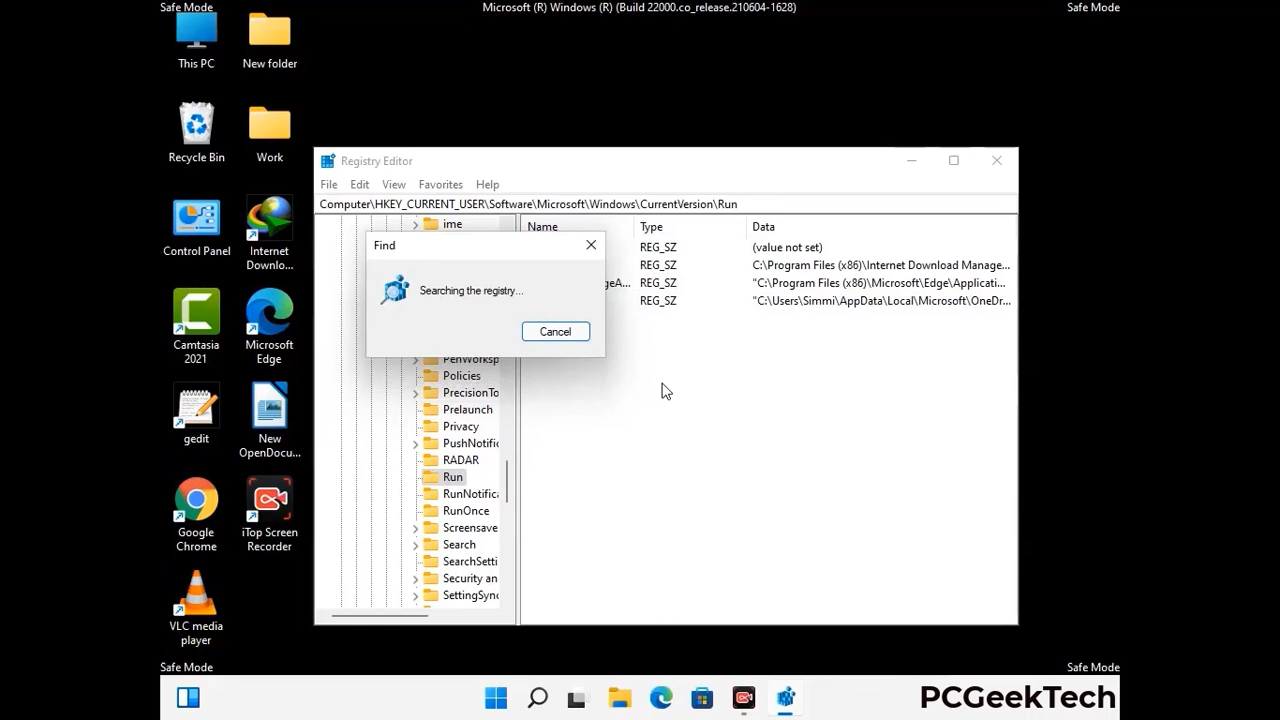 Safe Mode
Microsoft (R) Windows (R) (Build 22000.co_release.210604-1628)
Safe Mode
This PC
New folder
Recycle Bin
Work
Control Panel
Internet
Downlo...
Camtasia
2021
Microsoft
Edge
gedit
New
OpenDocu...
Google
Chrome
iTop Screen
Recorder
VLC media
player
Registry Editor
File Edit View Favorites Help
Computer\HKEY_CURRENT_USER\Software\Microsoft\Windows\CurrentVersion\Run
ime
PenWorksp
Policies
PrecisionTo
Prelaunch
Privacy
PushNotific
RADAR
Run
RunNotifica
RunOnce
Screensave
Search
SearchSetti
Security an
SettingSync
Name Type Data
REG_SZ (value not set)
REG_SZ C:\Program Files (x86)\Internet Download Manage...
geA... REG_SZ "C:\Program Files (x86)\Microsoft\Edge\Applicati...
REG_SZ "C:\Users\Simmi\AppData\Local\Microsoft\OneDr...
Find
Searching the registry...
Cancel
Safe Mode
Safe Mode
PCGeekTech